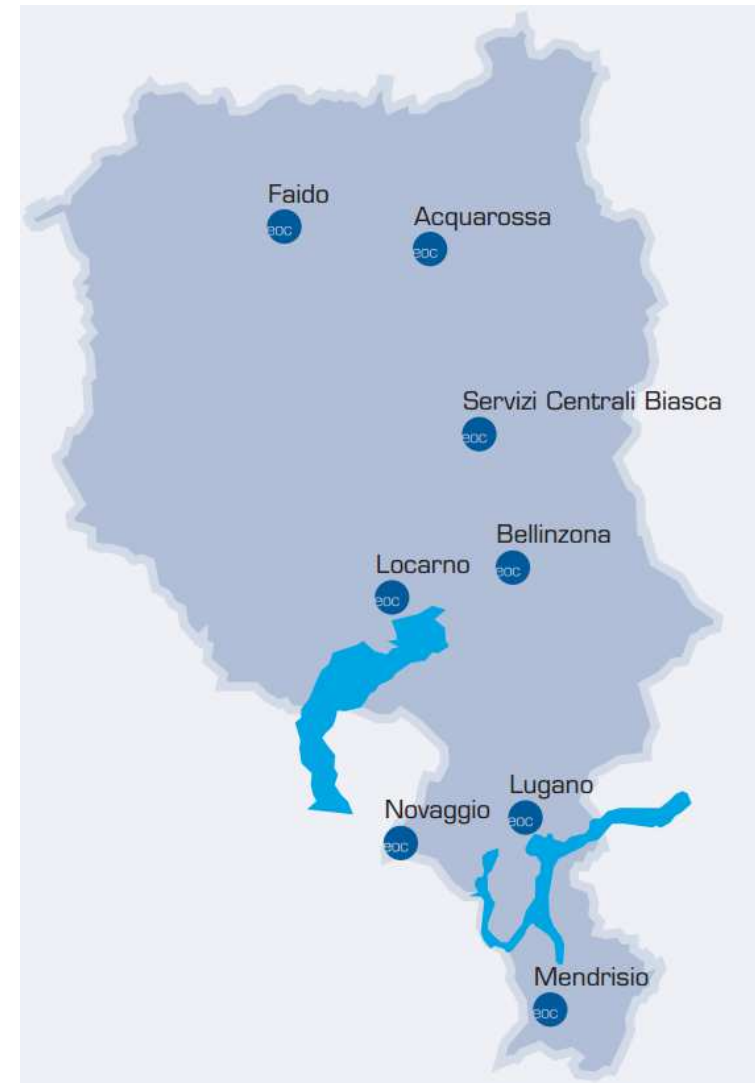 Faido
eoc
Acquarossa
eoc
Servizi Centrali Biasca
eoc
Bellinzona
eoc
Locarno
eoc
Lugano
eoc
Novaggio
eoc
Mendrisio
eoc